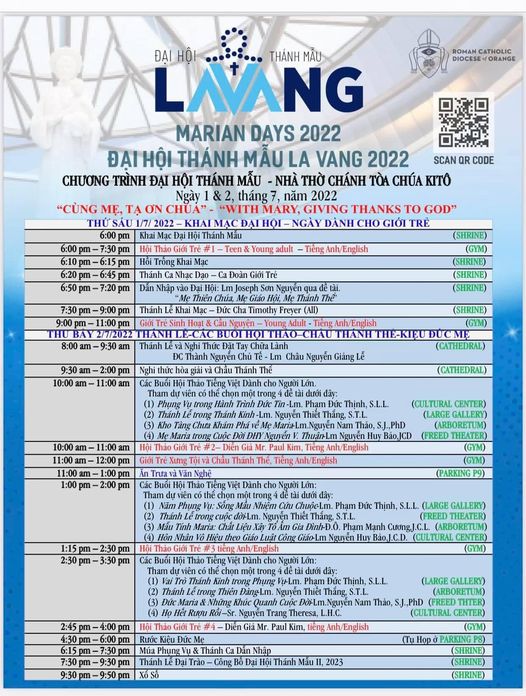 ĐẠI HỘI THÁNH MẪU
LAVANG
ROMAN CATHOLIC
DIOCESE of ORANGE
MARIAN DAYS 2022
ĐẠI HỘI THÁNH MẪU LA VANG 2022
SCAN QR CODE
CHƯƠNG TRÌNH ĐẠI HỘI THÁNH MẪU - NHÀ THỜ CHÁNH TÒA CHÚA KITÔ
Ngày 1 & 2, tháng 7, năm 2022
“CÙNG MẸ, TẠ ƠN CHÚA” - “WITH MARY, GIVING THANKS TO GOD”
THỨ SÁU 1/7/ 2022 – KHAI MẠC ĐẠI HỘI – NGÀY DÀNH CHO GIỚI TRẺ
6:00 pm Khai Mạc Đại Hội Thánh Mẫu (SHRINE)
6:00 pm – 7:30 pm Hội Thảo Giới Trẻ #1 – Teen & Young adult – Tiếng Anh/English (GYM)
6:10 pm – 6:15 pm Hồi Trống Khai Mạc (SHRINE)
6:20 pm – 6:45 pm Thánh Ca Nhạc Dạo – Ca Đoàn Giới Trẻ (SHRINE)
6:50 pm – 7:20 pm Dẫn Nhập vào Đại Hội: Lm Joseph Sơn Nguyễn qua đề tài. (SHRINE)
“Mẹ Thiên Chúa, Mẹ Giáo Hội, Mẹ Thánh Thể”
7:30 pm – 9:00 pm Thánh Lễ Khai Mạc – Đức Cha Timothy Freyer (All) (SHRINE)
9:00 pm – 11:00 pm Giới Trẻ Sinh Hoạt & Cầu Nguyện – Young Adult - Tiếng Anh/English (GYM)
THỨ BẢY 2/7/2022 THÁNH LỄ-CÁC BUỔI HỘI THẢO–CHẦU THÁNH THỂ-KIỆU ĐỨC MẸ
8:00 am – 9:30 am Thánh Lễ và Nghi Thức Đặt Tay Chữa Lành (CATHEDRAL)
ĐC Thành Nguyễn Chủ Tế - Lm Châu Nguyễn Giảng Lễ
9:30 am – 2:00 pm Nghi thức hòa giải và Chầu Thánh Thể (CATHEDRAL)
10:00 am – 11:00 am Các Buổi Hội Thảo Tiếng Việt Dành cho Người Lớn.
Tham dự viên có thể chọn một trong 4 đề tài dưới đây:
(1) Phụng Vụ trong Hành Trình Đức Tin -Lm. Phạm Đức Thịnh, S.L.L. (CULTURAL CENTER)
(2) Thánh Lễ trong Thánh Kinh -Lm. Nguyễn Thiết Thắng, S.T.L. (LARGE GALLERY)
(3) Kho Tàng Chưa Khám Phá về Mẹ Maria-Lm.Nguyễn Nam Thảo, S.J.,PhD (ARBORETUM)
(4) Mẹ Maria trong Cuộc Đời ĐHY Nguyễn V. Thuận-Lm Nguyễn Huy Bảo,JCD (FREED THEATER)
10:00 am – 11:00 am Hội Thảo Giới Trẻ #2– Diễn Giả Mr. Paul Kim, Tiếng Anh/English (GYM)
11:00 am – 12:00 pm Giới Trẻ Xưng Tội và Chầu Thánh Thể, Tiếng Anh/English (GYM)
11:00 am – 1:00 pm Ăn Trưa và Văn Nghệ (PARKING P9)
1:00 pm – 2:00 pm Các Buổi Hội Thảo Tiếng Việt Dành cho Người Lớn:
Tham dự viên có thể chọn một trong 4 đề tài dưới đây:
(1) Năm Phụng Vụ: Sống Mầu Nhiệm Cứu Chuộc-Lm. Phạm Đức Thịnh, S.L.L. (LARGE GALLERY)
(2) Thánh Lễ trong cuộc đời-Lm. Nguyễn Thiết Thắng, S.T.L. (FREED THEATER)
(3) Mẫu Tính Maria: Chất Liệu Xây Tổ Ấm Gia Đình-Đ.Ô. Phạm Mạnh Cương,J.C.L. (ARBORETUM)
(4) Hôn Nhân Vô Hiệu theo Giáo Luật Công Giáo-Lm Nguyễn Huy Bảo,J.C.D. (CULTURAL CENTER)
1:15 pm – 2:30 pm Hội Thảo Giới Trẻ #3 tiếng Anh/English (GYM)
2:30 pm – 3:30 pm Các Buổi Hội Thảo Tiếng Việt Dành cho Người Lớn:
Tham dự viên có thể chọn một trong 4 đề tài dưới đây:
(1) Vai Trò Thánh Kinh trong Phụng Vụ-Lm. Phạm Đức Thịnh, S.L.L. (LARGE GALLERY)
(2) Thánh Lễ trong Thiên Đàng-Lm. Nguyễn Thiết Thắng, S.T.L. (ARBORETUM)
(3) Đức Maria & Những Khúc Quanh Cuộc Đời-Lm.Nguyễn Nam Thảo, S.J.,PhD (FREED THTER)
(4) Họ Hết Rượu Rồi–Sr. Nguyễn Trang Theresa, L.H.C. (CULTURAL CENTER)
2:45 pm – 4:00 pm Hội Thảo Giới Trẻ #4 – Diễn Giả Mr. Paul Kim, tiếng Anh/English (GYM)
4:30 pm – 6:00 pm Rước Kiệu Đức Mẹ (Tụ Họp ở PARKING P8)
6:15 pm – 7:30 pm Múa Phụng Vụ & Thánh Ca Dẫn Nhập (SHRINE)
7:30 pm – 9:30 pm Thánh Lễ Đại Trào – Công Bố Đại Hội Thánh Mẫu II, 2023 (SHRINE)
9:30 pm – 9:50 pm Xổ Số (SHRINE)